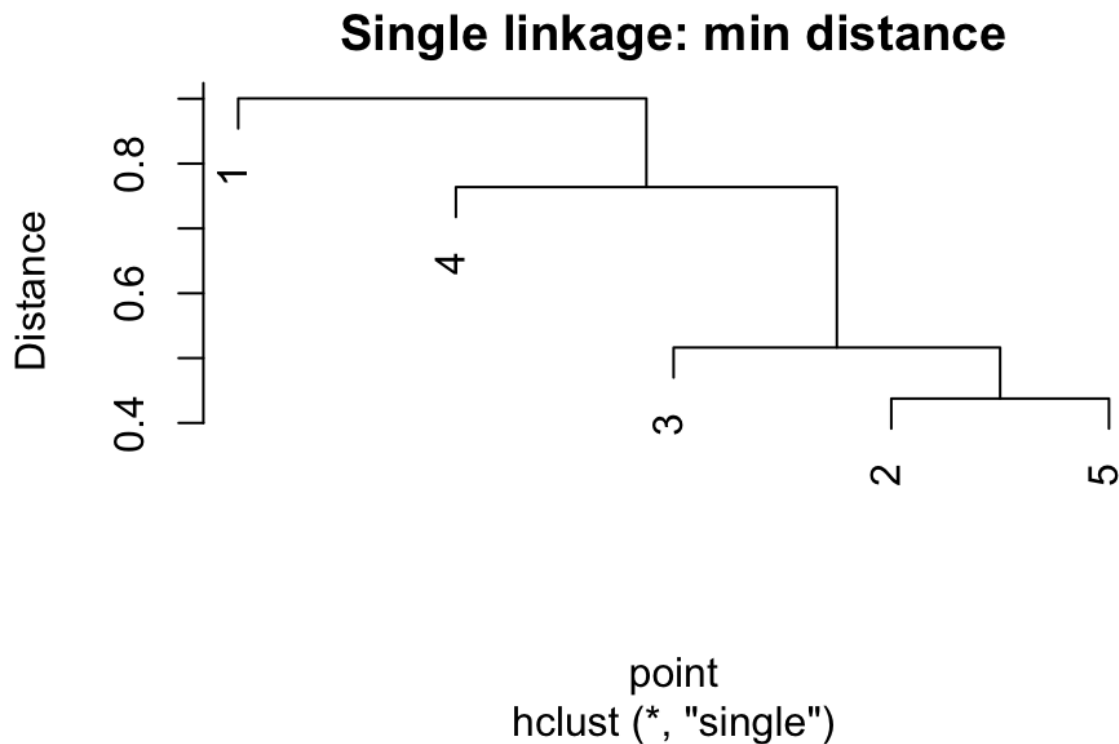 Single linkage: min distance
Distance
0.8
0.6
0.4
1
4
3
2
5
point
hclust (*, "single")